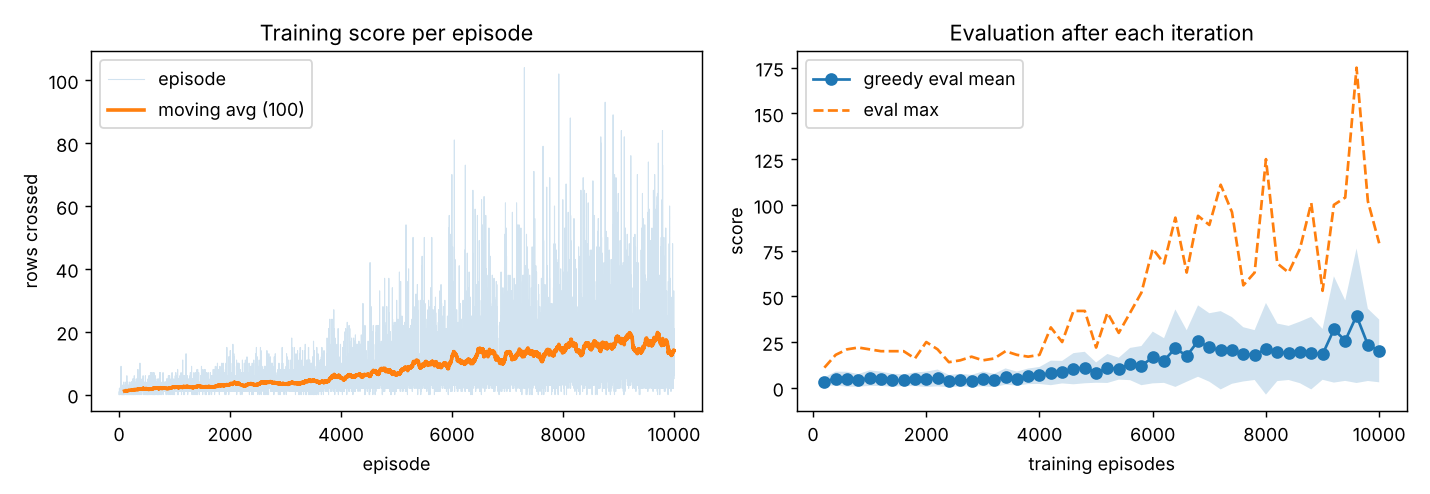 Training score per episode
episode
moving avg (100)
rows crossed
100
80
60
40
20
0
0 2000 4000 6000 8000 10000
episode
Evaluation after each iteration
greedy eval mean
eval max
score
175
150
125
100
75
50
25
0
0 2000 4000 6000 8000 10000
training episodes